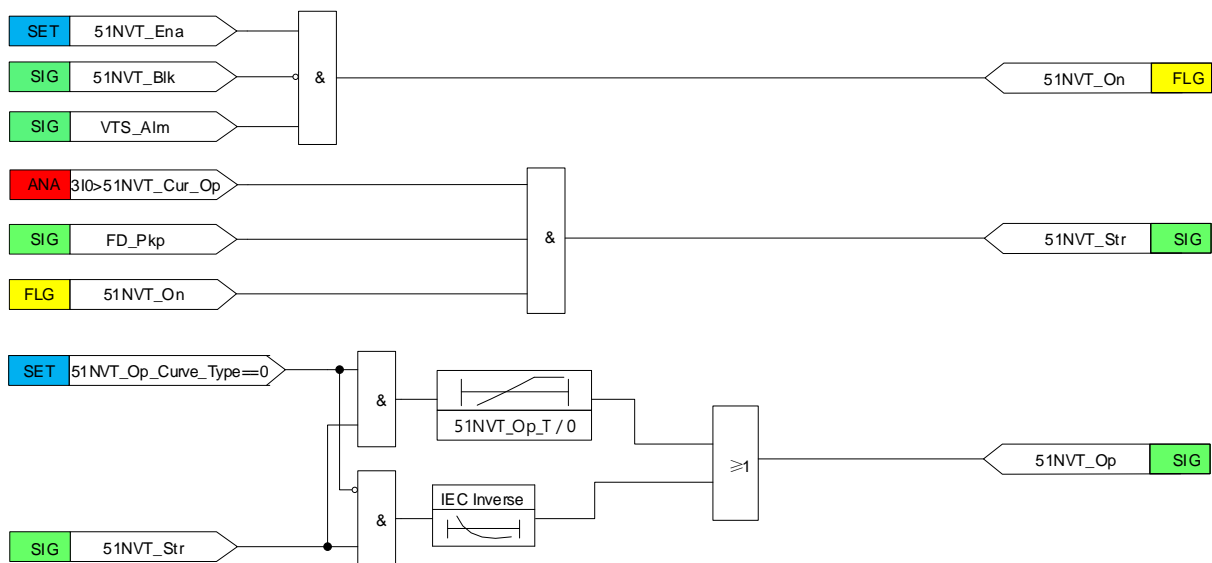 SET 51NVT_Ena
SIG 51NVT_Blk & 51NVT_On FLG
SIG VTS_Alm
ANA 3I0>51NVT_Cur_Op
SIG FD_Pkp & 51NVT_Str SIG
FLG 51NVT_On
SET 51NVT_Op_Curve_Type==0
&
51NVT_Op_T / 0
≥1 51NVT_Op SIG
IEC Inverse
&
SIG 51NVT_Str